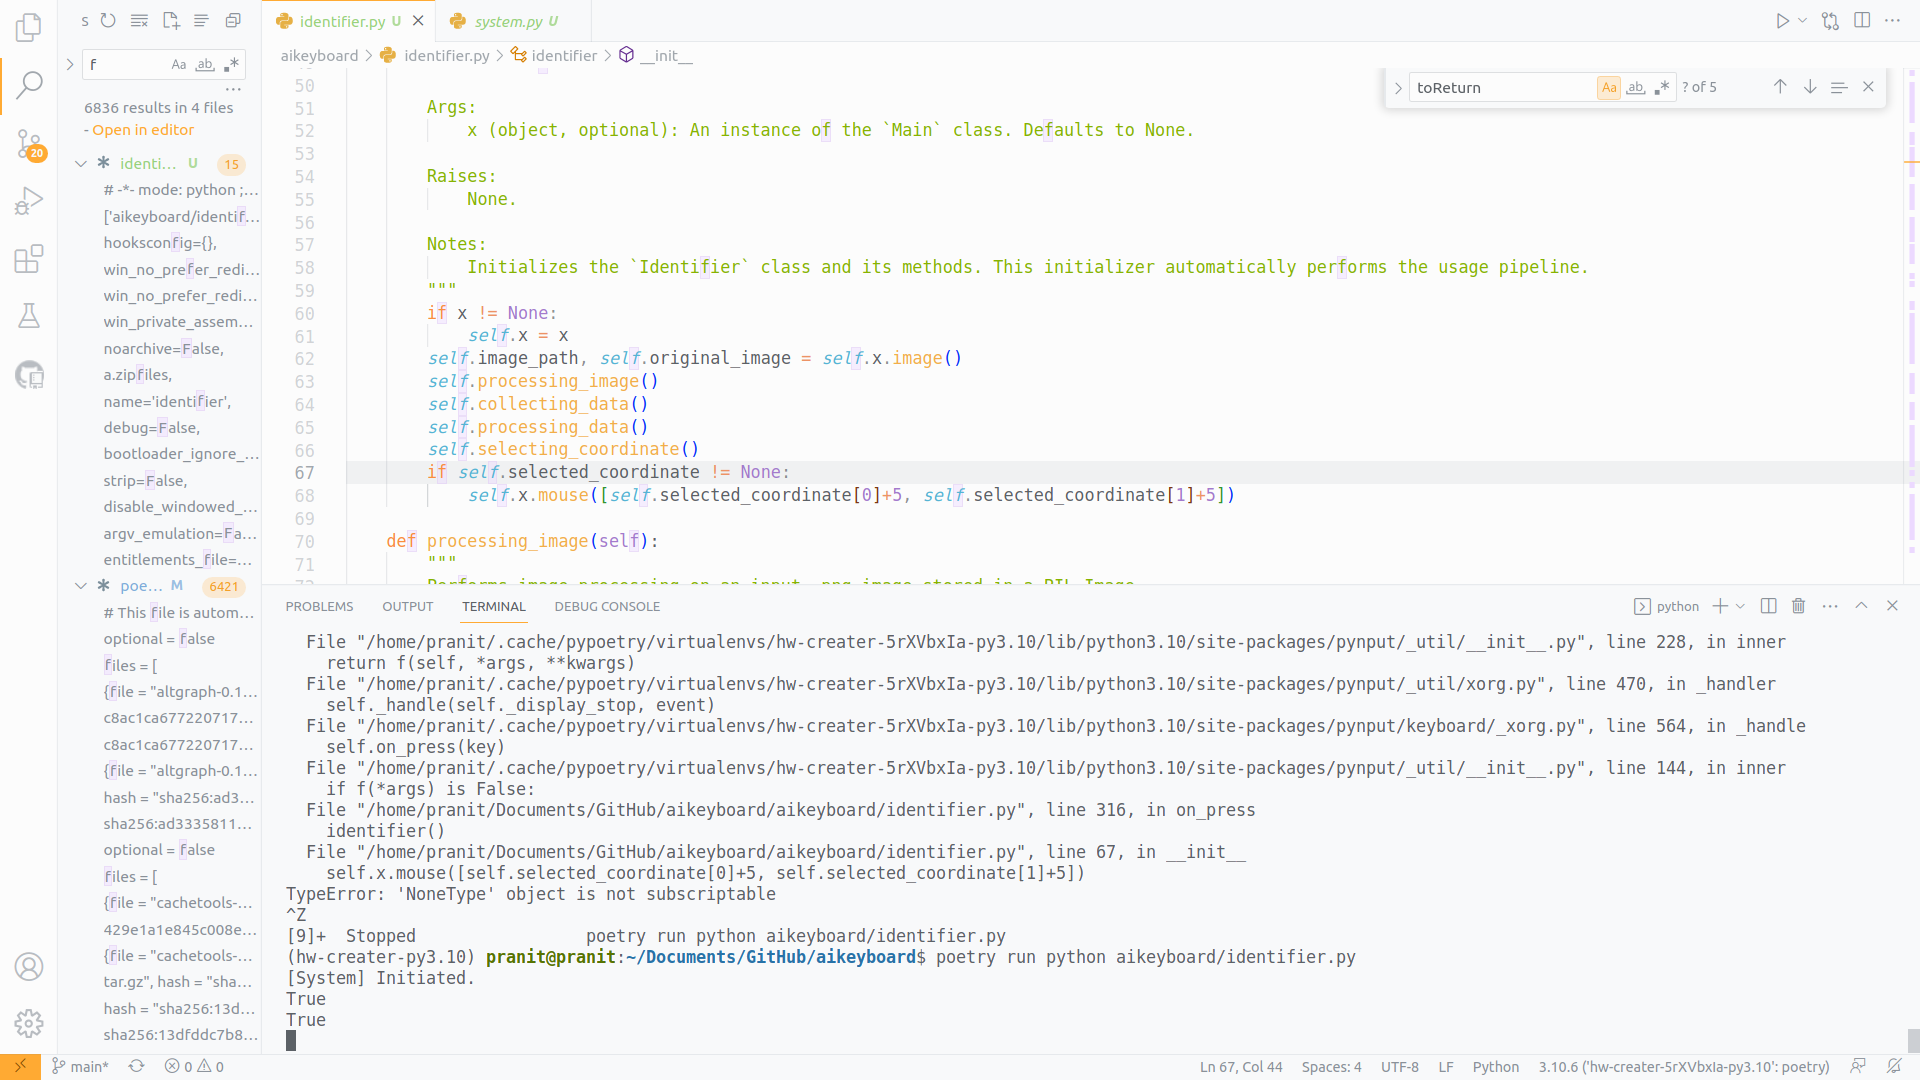 s
identifier.py U
system.py U
f
Aa
ab
6836 results in 4 files
- Open in editor
identi... U 15
# -*- mode: python ;...
['aikeyboard/identif...
hooksconfig={},
win_no_prefer_redi...
win_no_prefer_redi...
win_private_assem...
noarchive=False,
a.zipfiles,
name='identifier',
debug=False,
bootloader_ignore_...
strip=False,
disable_windowed_...
argv_emulation=Fa...
entitlements_file=...
poe... M 6421
# This file is autom...
optional = false
files = [
{file = "altgraph-0.1...
c8ac1ca677220717...
c8ac1ca677220717...
{file = "altgraph-0.1...
hash = "sha256:ad3...
sha256:ad3335811...
optional = false
files = [
{file = "cachetools-...
429e1a1e845c008e...
{file = "cachetools-...
tar.gz", hash = "sha...
hash = "sha256:13d...
sha256:13dfddc7b8...
20
aikeyboard > identifier.py > identifier > __init__
toReturn Aa ab ? of 5
50
51 Args:
52 x (object, optional): An instance of the `Main` class. Defaults to None.
53
54 Raises:
55 None.
56
57 Notes:
58 Initializes the `Identifier` class and its methods. This initializer automatically performs the usage pipeline.
59 """
60 if x != None:
61 self.x = x
62 self.image_path, self.original_image = self.x.image()
63 self.processing_image()
64 self.collecting_data()
65 self.processing_data()
66 self.selecting_coordinate()
67 if self.selected_coordinate != None:
68 self.x.mouse([self.selected_coordinate[0]+5, self.selected_coordinate[1]+5])
69
70 def processing_image(self):
71 """
72 Performs image processing on an input .png image stored in a PIL Image
PROBLEMS OUTPUT TERMINAL DEBUG CONSOLE
python
File "/home/pranit/.cache/pypoetry/virtualenvs/hw-creater-5rXVbxIa-py3.10/lib/python3.10/site-packages/pynput/_util/__init__.py", line 228, in inner
return f(self, *args, **kwargs)
File "/home/pranit/.cache/pypoetry/virtualenvs/hw-creater-5rXVbxIa-py3.10/lib/python3.10/site-packages/pynput/_util/xorg.py", line 470, in _handler
self._handle(self._display_stop, event)
File "/home/pranit/.cache/pypoetry/virtualenvs/hw-creater-5rXVbxIa-py3.10/lib/python3.10/site-packages/pynput/keyboard/_xorg.py", line 564, in _handle
self.on_press(key)
File "/home/pranit/.cache/pypoetry/virtualenvs/hw-creater-5rXVbxIa-py3.10/lib/python3.10/site-packages/pynput/_util/__init__.py", line 144, in inner
if f(*args) is False:
File "/home/pranit/Documents/GitHub/aikeyboard/aikeyboard/identifier.py", line 316, in on_press
identifier()
File "/home/pranit/Documents/GitHub/aikeyboard/aikeyboard/identifier.py", line 67, in __init__
self.x.mouse([self.selected_coordinate[0]+5, self.selected_coordinate[1]+5])
TypeError: 'NoneType' object is not subscriptable
^Z
[9]+ Stopped poetry run python aikeyboard/identifier.py
(hw-creater-py3.10) pranit@pranit:~/Documents/GitHub/aikeyboard$ poetry run python aikeyboard/identifier.py
[System] Initiated.
True
True
main* 0 0 Ln 67, Col 44 Spaces: 4 UTF-8 LF Python 3.10.6 ('hw-creater-5rXVbxIa-py3.10': poetry)